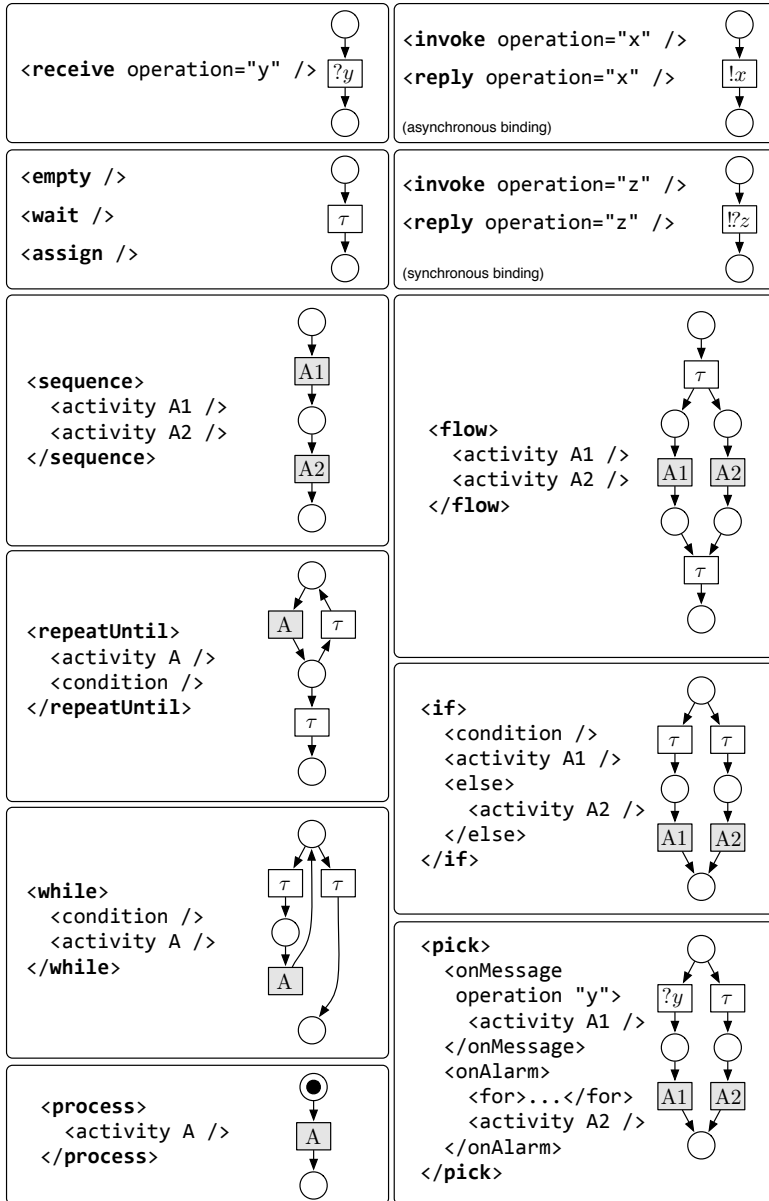 <receive operation="y" />
?y
<invoke operation="x" />
<reply operation="x" />
(asynchronous binding)
!x
<empty />
<wait />
<assign />
τ
<invoke operation="z" />
<reply operation="z" />
(synchronous binding)
!?z
<sequence>
<activity A1 />
<activity A2 />
</sequence>
A1
A2
<flow>
<activity A1 />
<activity A2 />
</flow>
τ
A1 A2
τ
<repeatUntil>
<activity A />
<condition />
</repeatUntil>
A τ
τ
<if>
<condition />
<activity A1 />
<else>
<activity A2 />
</else>
</if>
τ τ
A1 A2
<while>
<condition />
<activity A />
</while>
τ τ
A
<pick>
<onMessage
operation "y">
<activity A1 />
</onMessage>
<onAlarm>
<for>...</for>
<activity A2 />
</onAlarm>
</pick>
?y τ
A1 A2
<process>
<activity A />
</process>
A